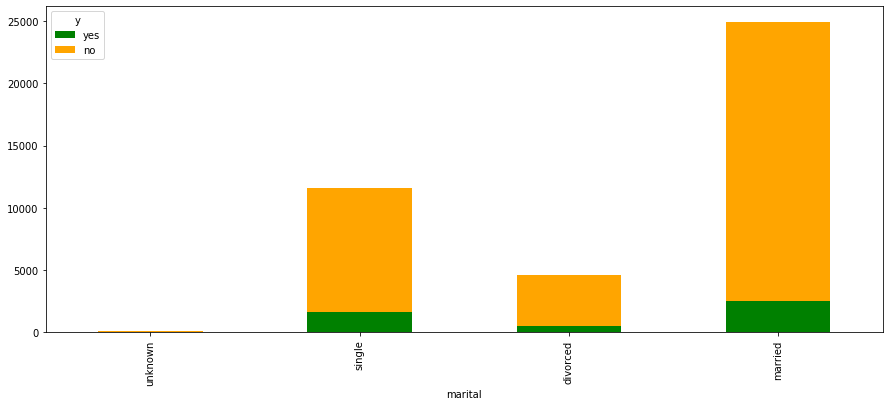 y
yes
no
25000
20000
15000
10000
5000
0
unknown
single
divorced
married
marital